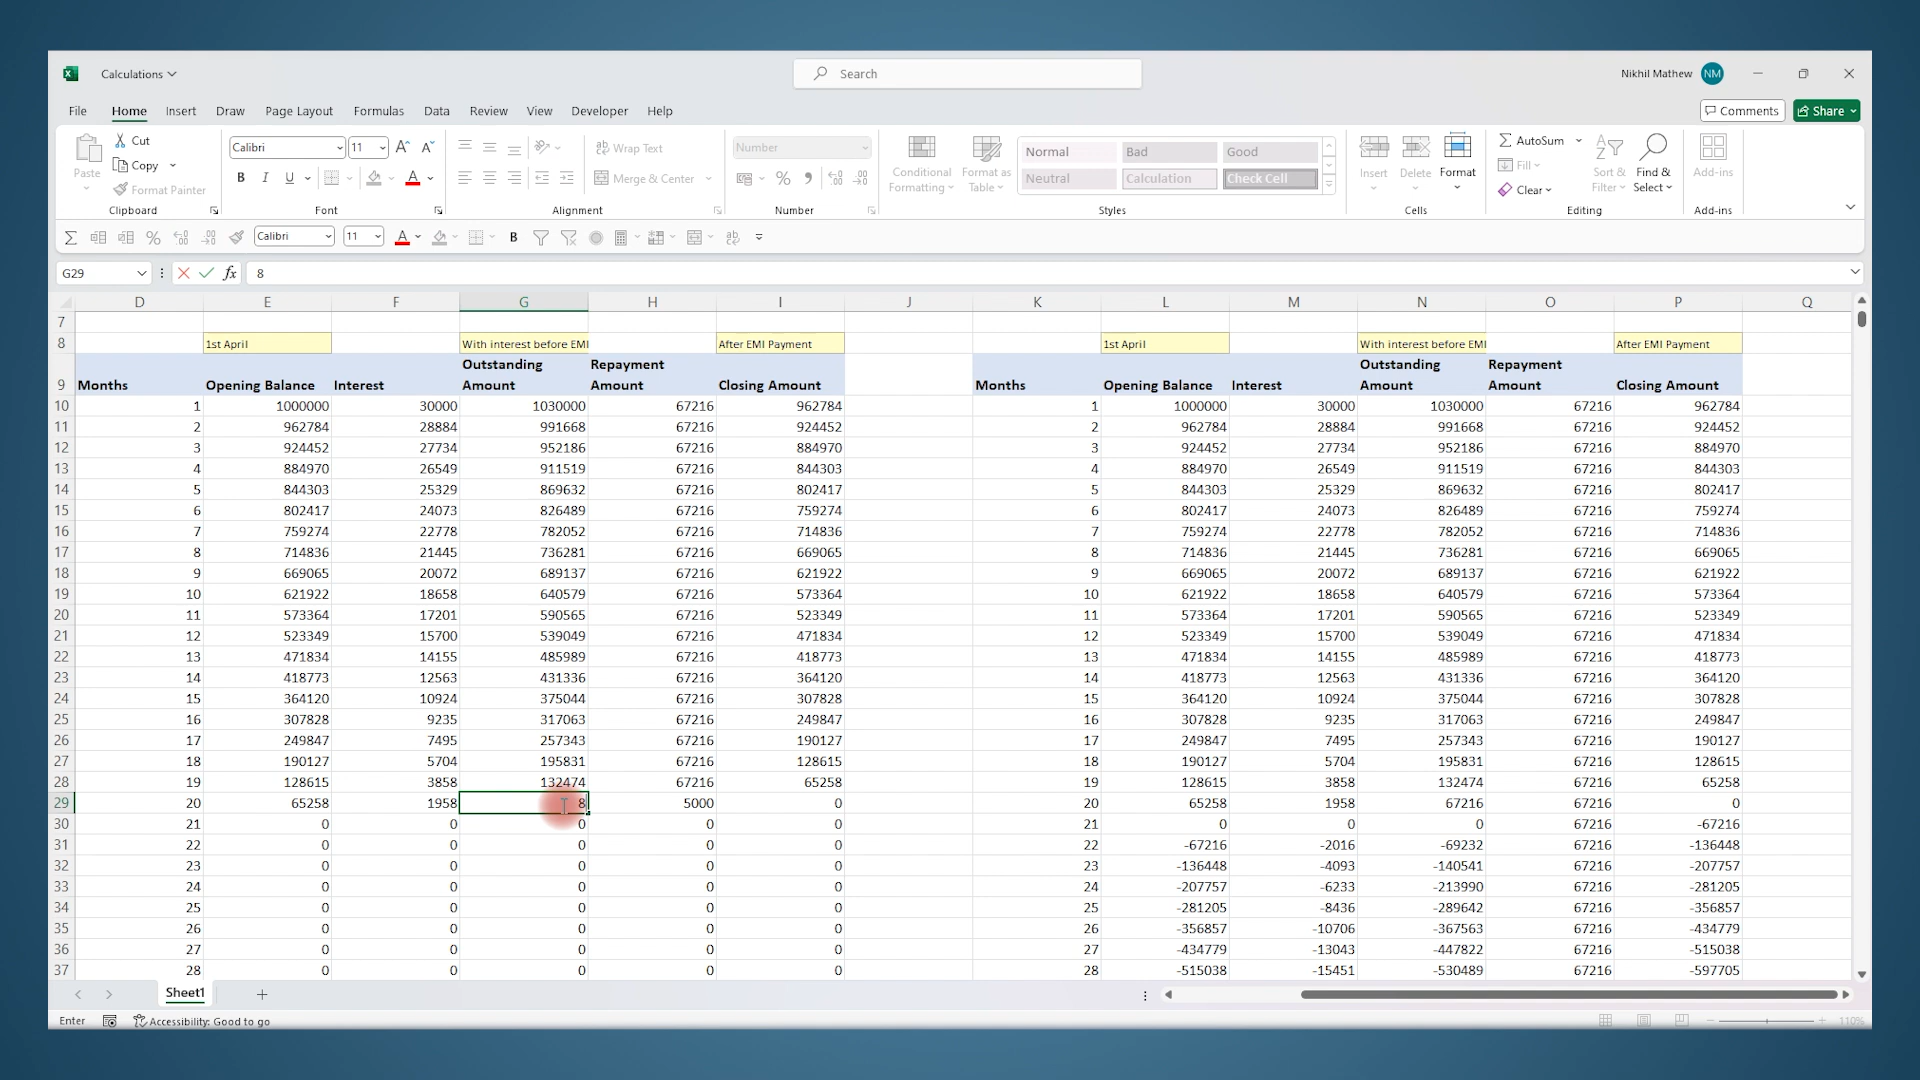 Calculations
Search
Nikhil Mathew NM
File Home Insert Draw Page Layout Formulas Data Review View Developer Help
Comments Share
Paste Cut Copy Format Painter
Calibri 11
B I U
Wrap Text
Merge & Center
Number
Conditional Formatting
Format as Table
Normal Bad Good
Neutral Calculation Check Cell
Insert Delete Format
AutoSum
Fill
Clear
Sort & Filter
Find & Select
Add-ins
Clipboard Font Alignment Number Styles Cells Editing Add-ins
Calibri 11
G29 fx 8
D E F G H I J K L M N O P Q
7
8 1st April With interest before EMI After EMI Payment 1st April With interest before EMI After EMI Payment
Outstanding Repayment Outstanding Repayment
9 Months Opening Balance Interest Amount Amount Closing Amount Months Opening Balance Interest Amount Amount Closing Amount
10 1 1000000 30000 1030000 67216 962784 1 1000000 30000 1030000 67216 962784
11 2 962784 28884 991668 67216 924452 2 962784 28884 991668 67216 924452
12 3 924452 27734 952186 67216 884970 3 924452 27734 952186 67216 884970
13 4 884970 26549 911519 67216 844303 4 884970 26549 911519 67216 844303
14 5 844303 25329 869632 67216 802417 5 844303 25329 869632 67216 802417
15 6 802417 24073 826489 67216 759274 6 802417 24073 826489 67216 759274
16 7 759274 22778 782052 67216 714836 7 759274 22778 782052 67216 714836
17 8 714836 21445 736281 67216 669065 8 714836 21445 736281 67216 669065
18 9 669065 20072 689137 67216 621922 9 669065 20072 689137 67216 621922
19 10 621922 18658 640579 67216 573364 10 621922 18658 640579 67216 573364
20 11 573364 17201 590565 67216 523349 11 573364 17201 590565 67216 523349
21 12 523349 15700 539049 67216 471834 12 523349 15700 539049 67216 471834
22 13 471834 14155 485989 67216 418773 13 471834 14155 485989 67216 418773
23 14 418773 12563 431336 67216 364120 14 418773 12563 431336 67216 364120
24 15 364120 10924 375044 67216 307828 15 364120 10924 375044 67216 307828
25 16 307828 9235 317063 67216 249847 16 307828 9235 317063 67216 249847
26 17 249847 7495 257343 67216 190127 17 249847 7495 257343 67216 190127
27 18 190127 5704 195831 67216 128615 18 190127 5704 195831 67216 128615
28 19 128615 3858 132474 67216 65258 19 128615 3858 132474 67216 65258
29 20 65258 1958 8 5000 0 20 65258 1958 67216 67216 0
30 21 0 0 0 0 0 21 0 0 0 67216 -67216
31 22 0 0 0 0 0 22 -67216 -2016 -69232 67216 -136448
32 23 0 0 0 0 0 23 -136448 -4093 -140541 67216 -207757
33 24 0 0 0 0 0 24 -207757 -6233 -213990 67216 -281205
34 25 0 0 0 0 0 25 -281205 -8436 -289642 67216 -356857
35 26 0 0 0 0 0 26 -356857 -10706 -367563 67216 -434779
36 27 0 0 0 0 0 27 -434779 -13043 -447822 67216 -515038
37 28 0 0 0 0 0 28 -515038 -15451 -530489 67216 -597705
Sheet1
Enter Accessibility: Good to go 110%